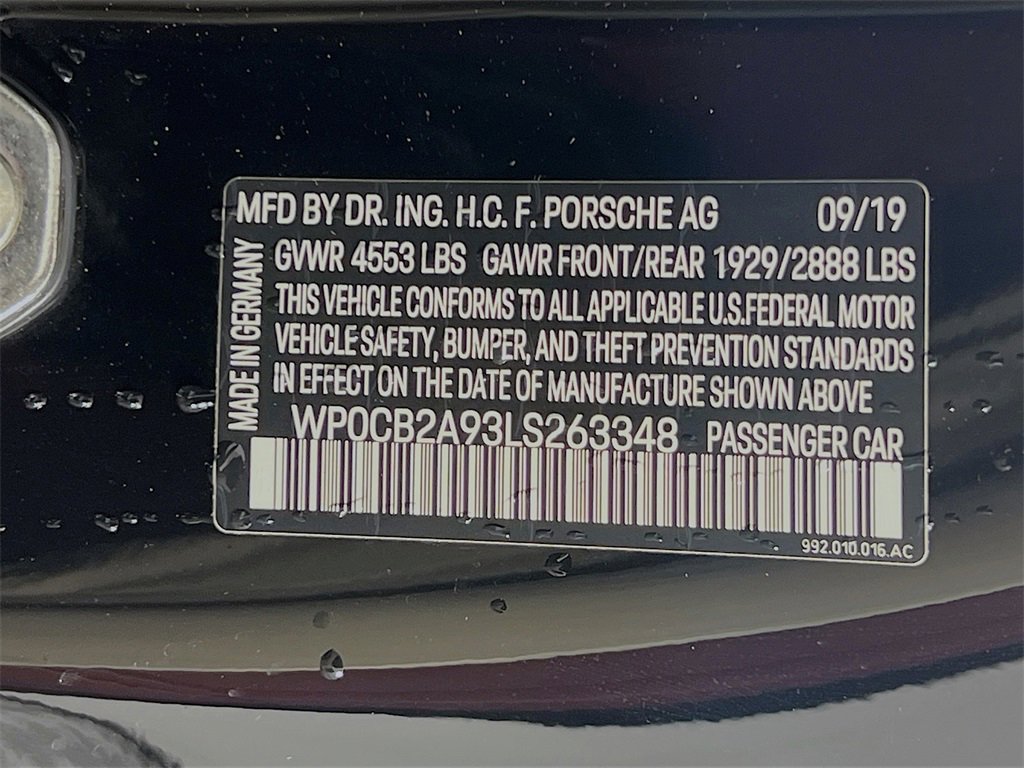 MFD BY DR. ING. H.C. F. PORSCHE AG 09/19
GVWR 4553 LBS GAWR FRONT/REAR 1929/2888 LBS
THIS VEHICLE CONFORMS TO ALL APPLICABLE U.S.FEDERAL MOTOR
VEHICLE SAFETY, BUMPER, AND THEFT PREVENTION STANDARDS
IN EFFECT ON THE DATE OF MANUFACTURE SHOWN ABOVE
WP0CB2A93LS263348 PASSENGER CAR
992.010.016.AC
MADE IN GERMANY